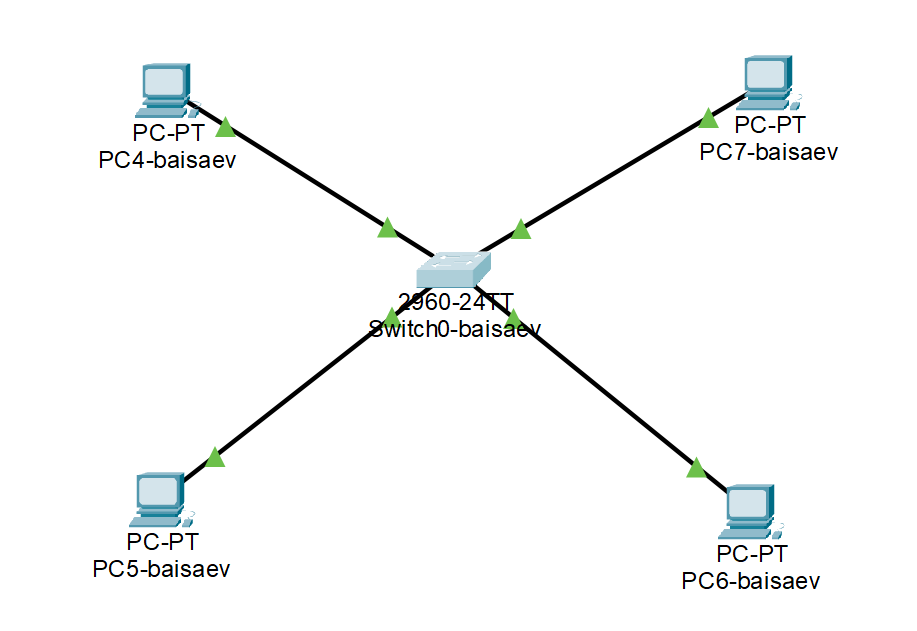 PC-PT
PC4-baisaev
PC-PT
PC7-baisaev
2960-24TT
Switch0-baisaev
PC-PT
PC5-baisaev
PC-PT
PC6-baisaev